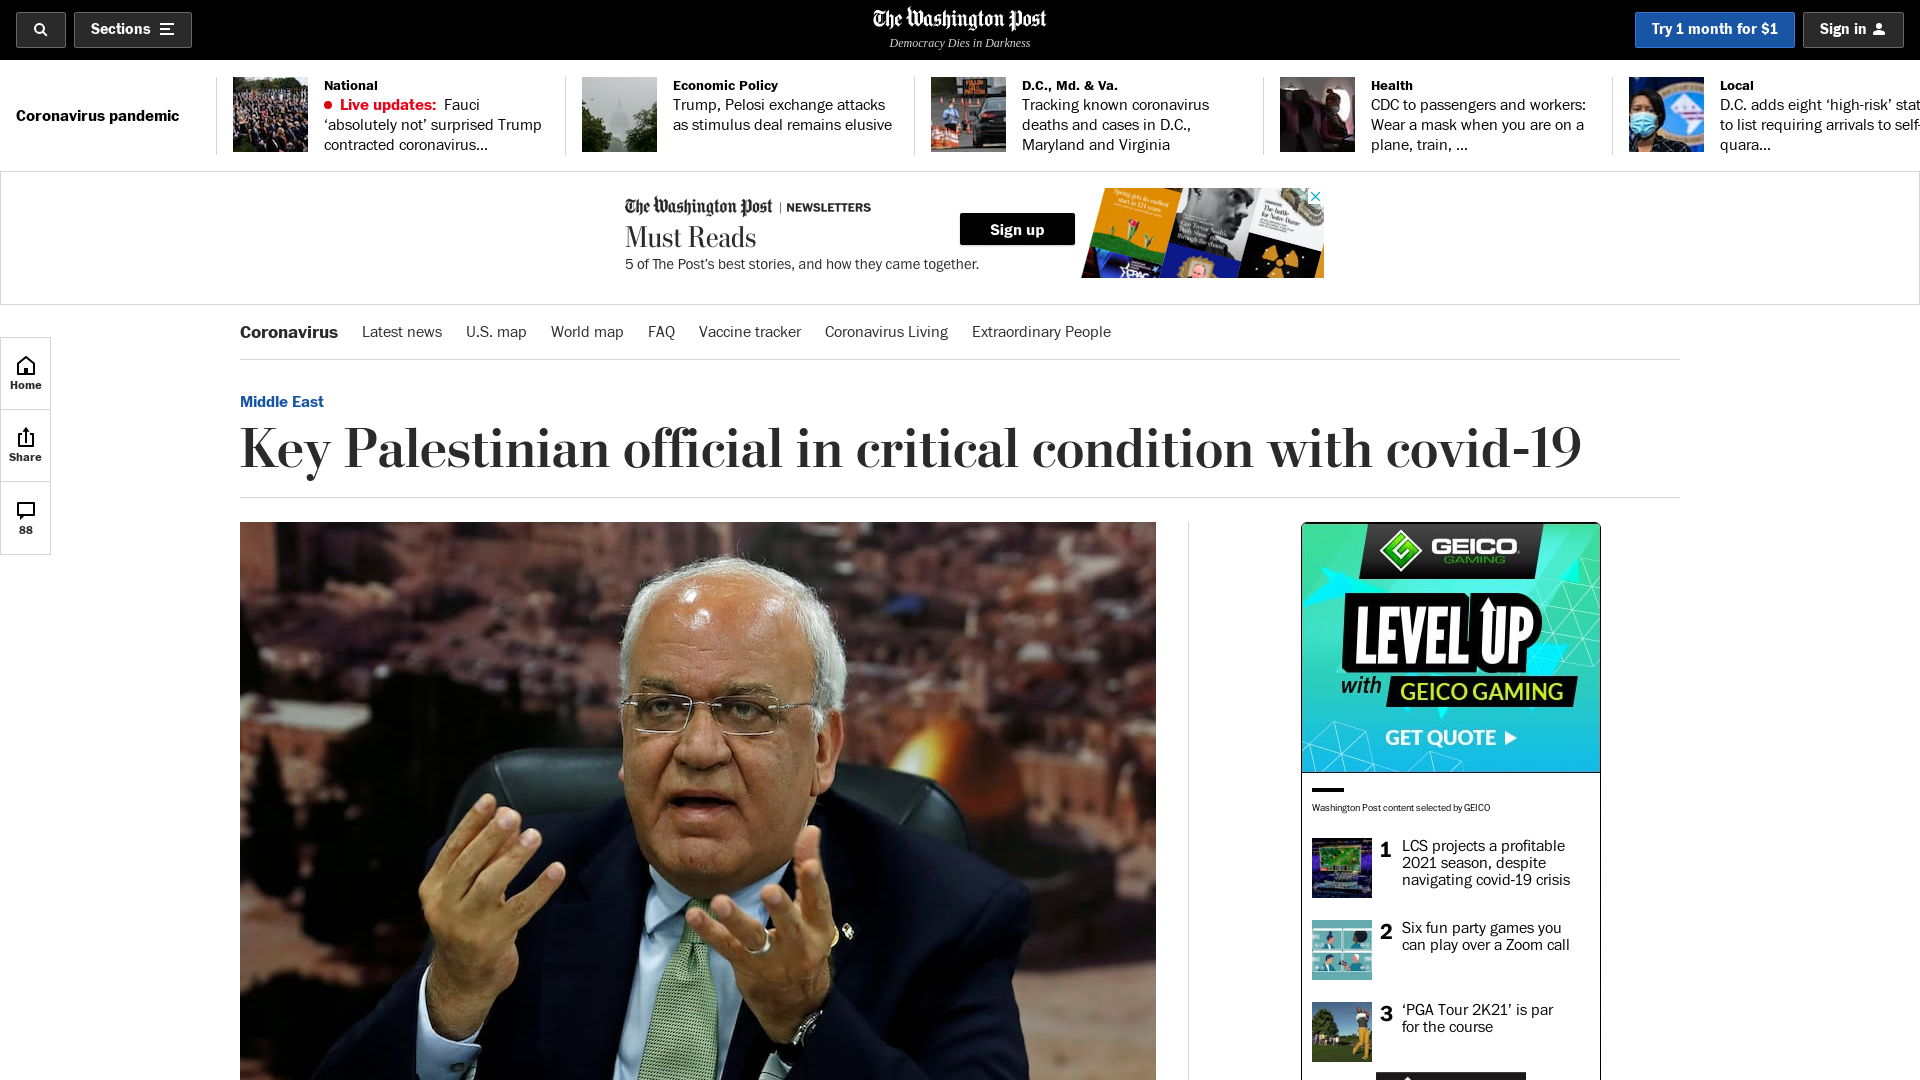 Sections
The Washington Post
Democracy Dies in Darkness
Try 1 month for $1
Sign in
Coronavirus pandemic
National
Live updates: Fauci
‘absolutely not’ surprised Trump
contracted coronavirus...
Economic Policy
Trump, Pelosi exchange attacks
as stimulus deal remains elusive
D.C., Md. & Va.
Tracking known coronavirus
deaths and cases in D.C.,
Maryland and Virginia
Health
CDC to passengers and workers:
Wear a mask when you are on a
plane, train, ...
Local
D.C. adds eight ‘high-risk’ stat
to list requiring arrivals to self-
quara...
The Washington Post | NEWSLETTERS
Must Reads
5 of The Post’s best stories, and how they came together.
Sign up
Coronavirus Latest news U.S. map World map FAQ Vaccine tracker Coronavirus Living Extraordinary People
Home
Share
88
Middle East
Key Palestinian official in critical condition with covid-19
GEICO
GAMING
LEVEL UP
with GEICO GAMING
GET QUOTE
Washington Post content selected by GEICO
1 LCS projects a profitable
2021 season, despite
navigating covid-19 crisis
2 Six fun party games you
can play over a Zoom call
3 ‘PGA Tour 2K21’ is par
for the course